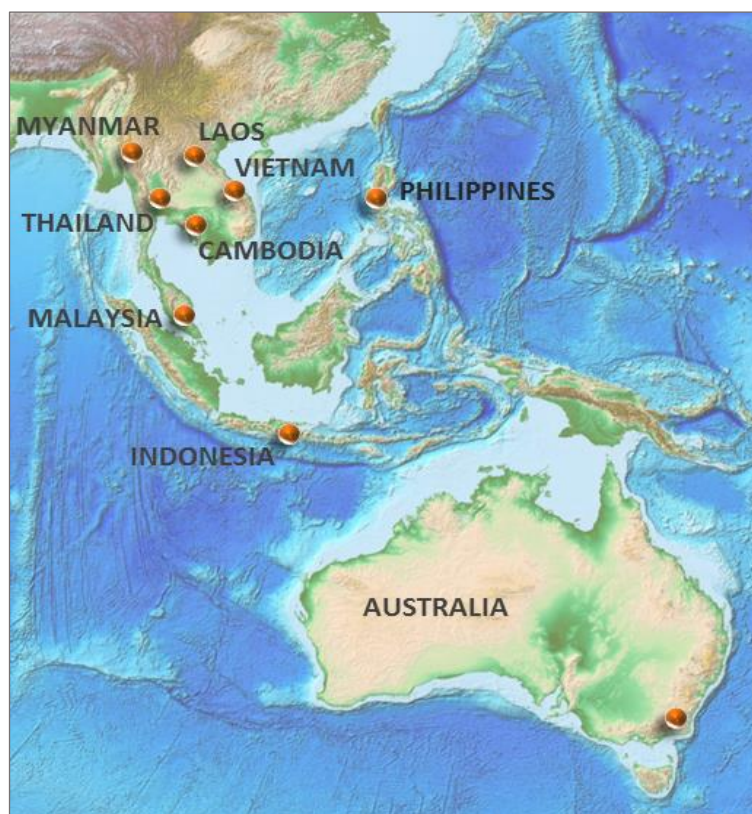 MYANMAR
LAOS
VIETNAM
PHILIPPINES
THAILAND
CAMBODIA
MALAYSIA
INDONESIA
AUSTRALIA